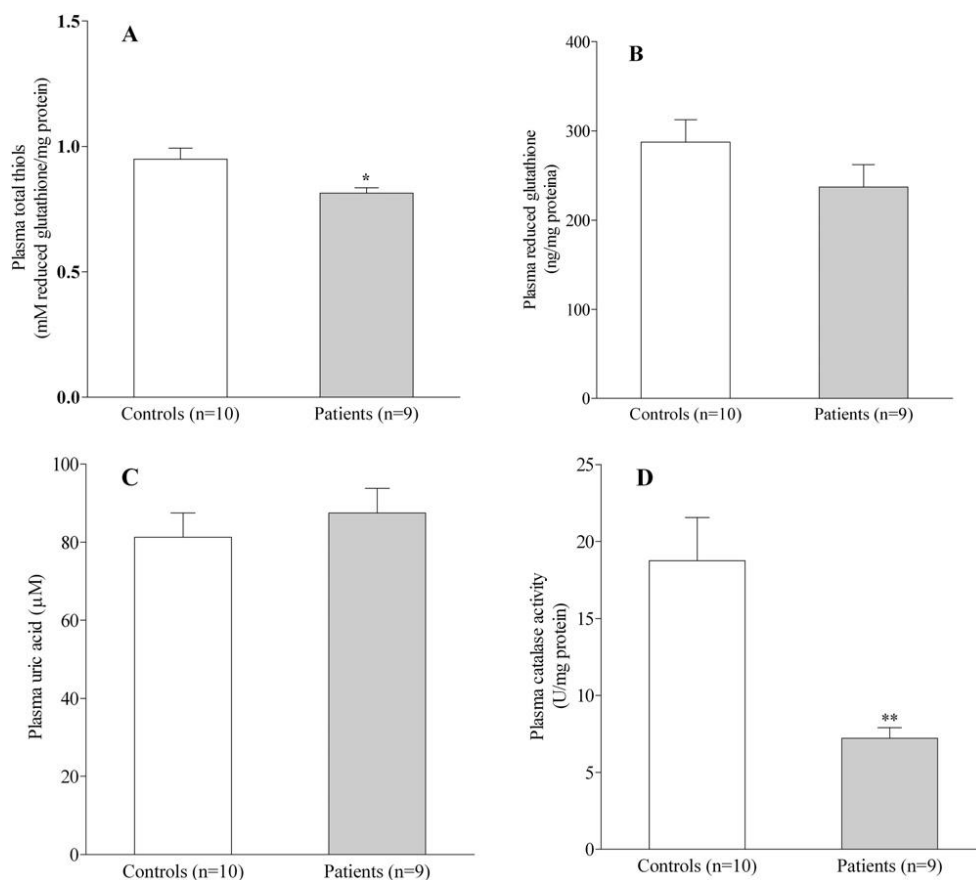 A
Plasma total thiols
(mM reduced glutathione/mg protein)
1.5
1.0
0.5
0.0
*
Controls (n=10)
Patients (n=9)
B
Plasma reduced glutathione
(ng/mg proteina)
400
300
200
100
0
Controls (n=10)
Patients (n=9)
C
Plasma uric acid (µM)
100
80
60
40
20
0
Controls (n=10)
Patients (n=9)
D
Plasma catalase activity
(U/mg protein)
25
20
15
10
5
0
**
Controls (n=10)
Patients (n=9)